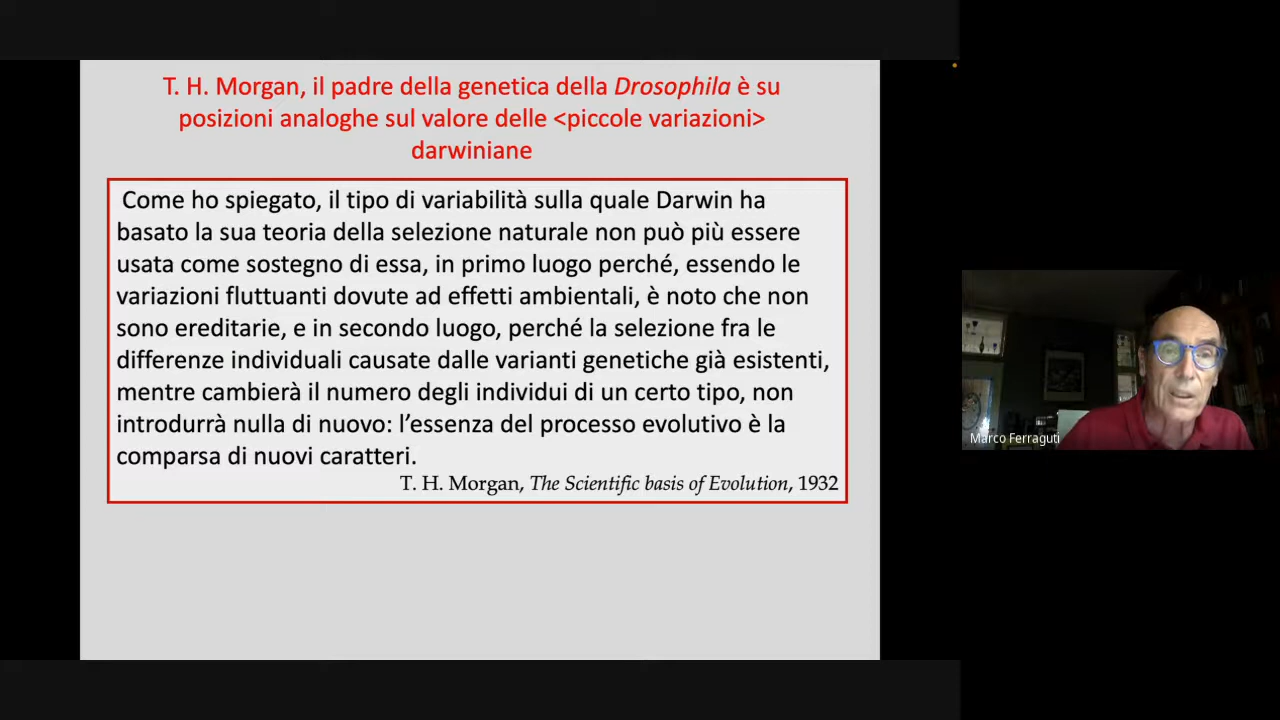 T. H. Morgan, il padre della genetica della Drosophila è su
posizioni analoghe sul valore delle <piccole variazioni>
darwiniane
Come ho spiegato, il tipo di variabilità sulla quale Darwin ha
basato la sua teoria della selezione naturale non può più essere
usata come sostegno di essa, in primo luogo perché, essendo le
variazioni fluttuanti dovute ad effetti ambientali, è noto che non
sono ereditarie, e in secondo luogo, perché la selezione fra le
differenze individuali causate dalle varianti genetiche già esistenti,
mentre cambierà il numero degli individui di un certo tipo, non
introdurrà nulla di nuovo: l’essenza del processo evolutivo è la
comparsa di nuovi caratteri.
T. H. Morgan, The Scientific basis of Evolution, 1932
Marco Ferraguti